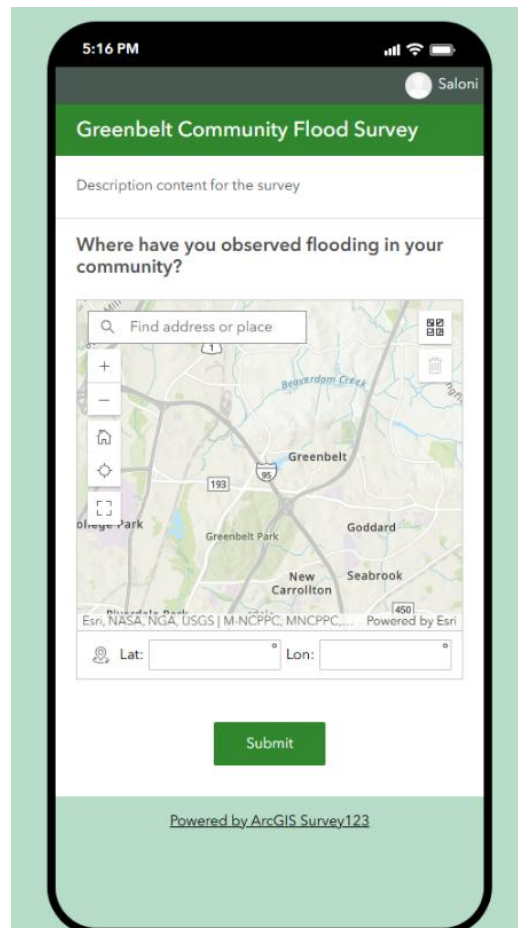 5:16 PM
Saloni
Greenbelt Community Flood Survey
Description content for the survey
Where have you observed flooding in your
community?
Find address or place
1
+
Beaverdam Creek
−
Greenbelt
95
193
Greenbelt Park
Goddard
New
Carrollton
Seabrook
450
Esri, NASA, NGA, USGS | M-NCPPC, MNCPPC,... Powered by Esri
Lat: ° Lon: °
Submit
Powered by ArcGIS Survey123